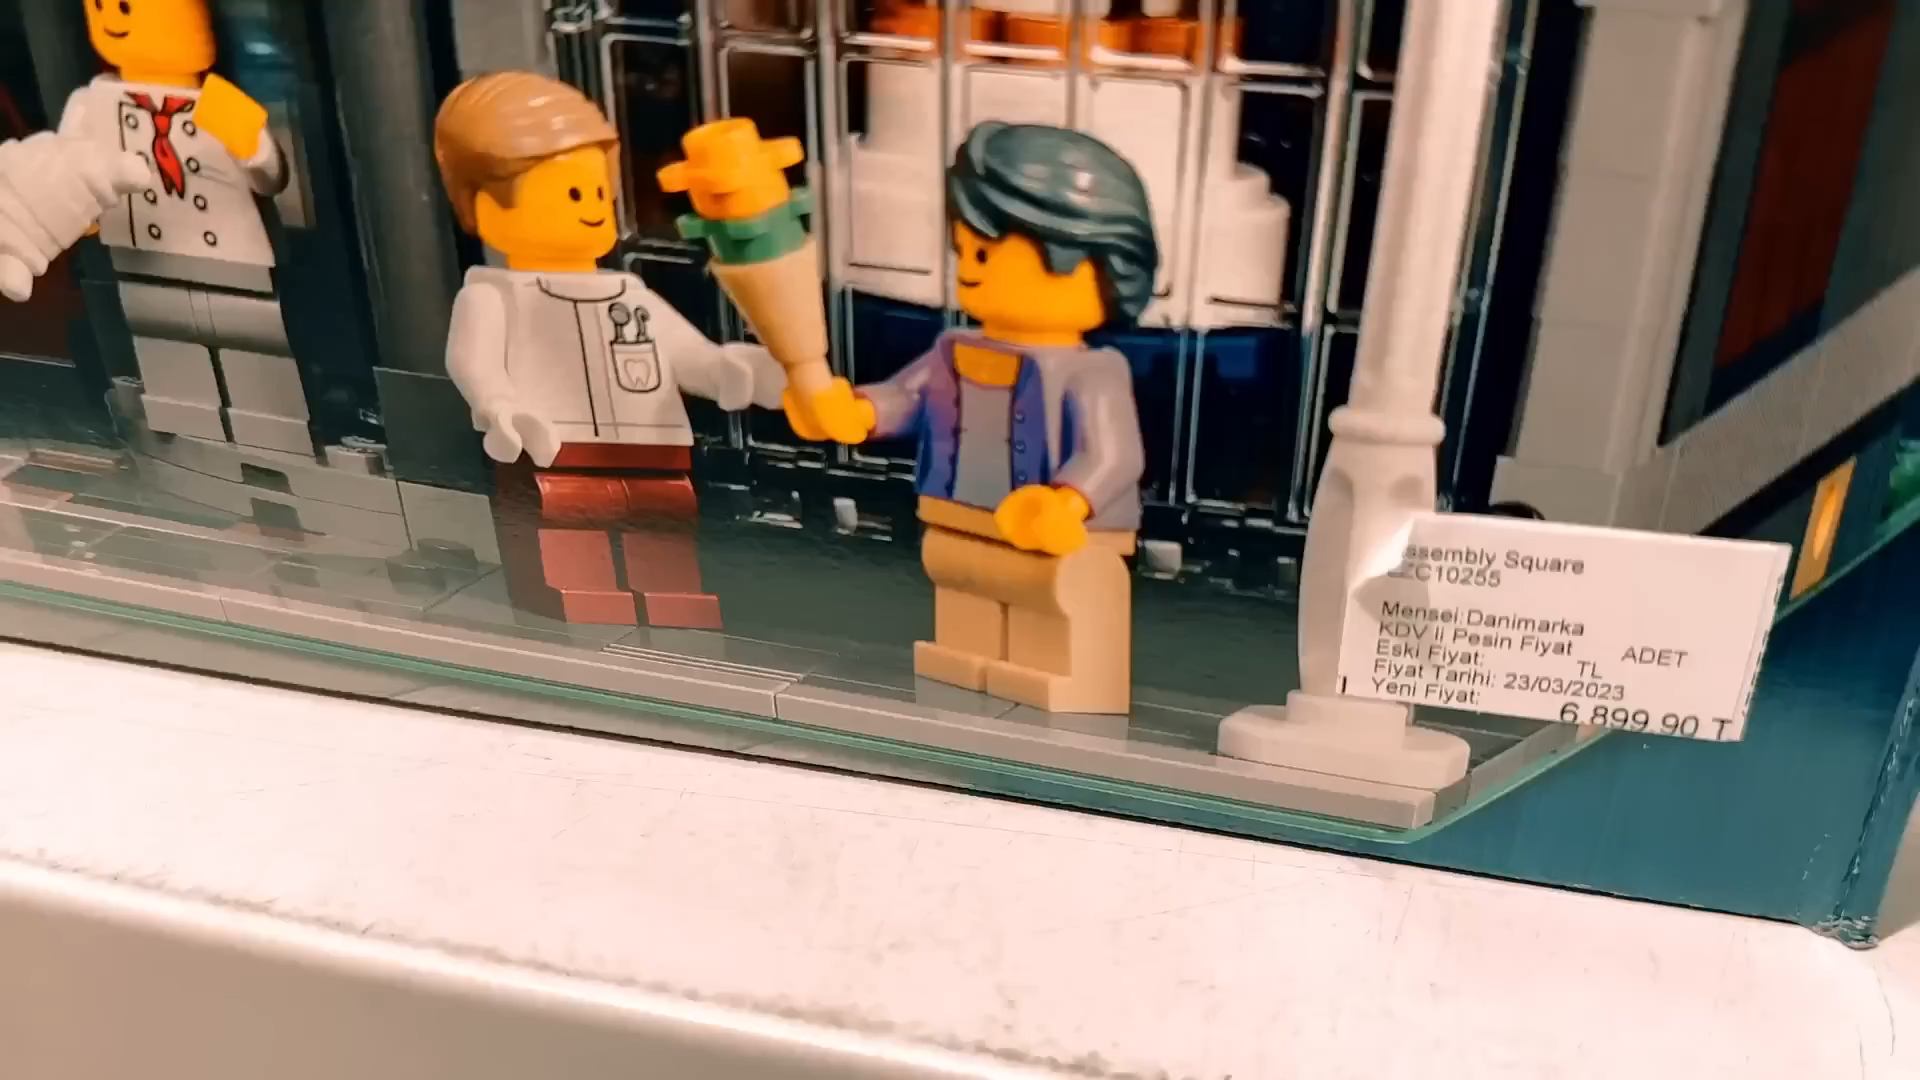 ssembly Square
C10255
Mensei:Danimarka
KDV li Pesin Fiyat ADET
Eski Fiyat: TL
Fiyat Tarihi: 23/03/2023
Yeni Fiyat:
6.899,90 T